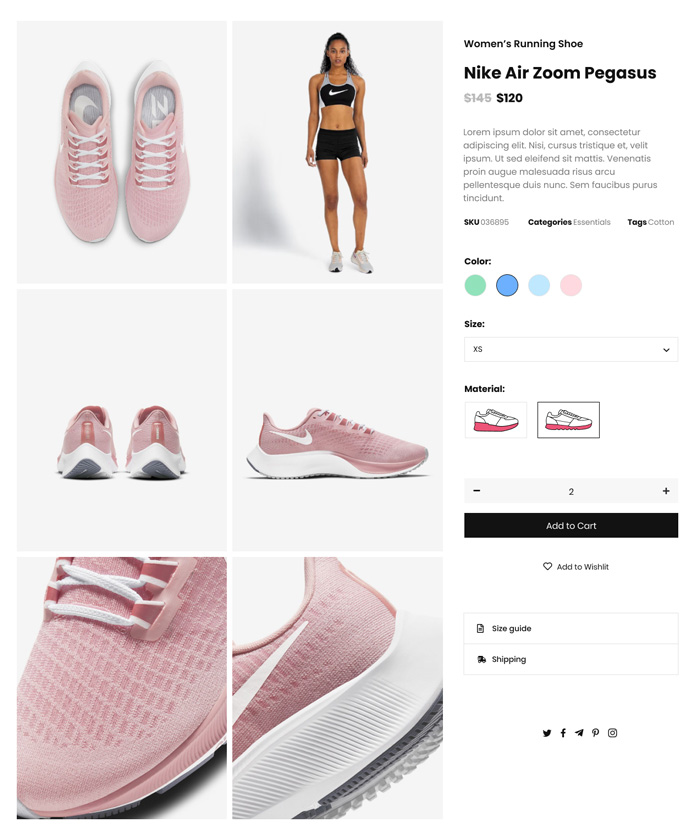 Women’s Running Shoe
Nike Air Zoom Pegasus
$145 $120
Lorem ipsum dolor sit amet, consectetur
adipiscing elit. Nisi, cursus tristique et, velit
ipsum. Ut sed eleifend sit mattis. Venenatis
proin augue malesuada risus arcu
pellentesque duis nunc. Sem faucibus purus
tincidunt.
SKU 036895 Categories Essentials Tags Cotton
Color:
Size:
XS
Material:
2
Add to Cart
Add to Wishlit
Size guide
Shipping